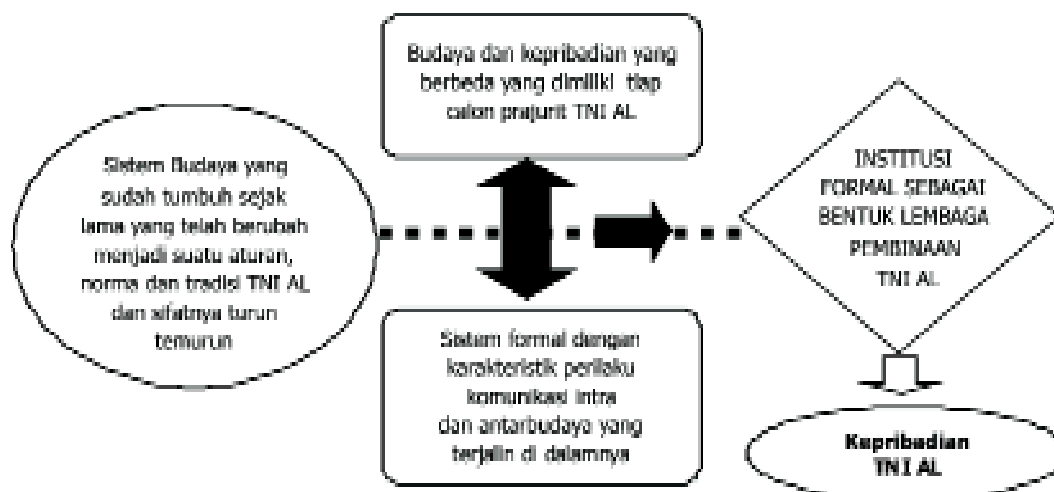 Sistem Budaya yang
sudah tumbuh sejak
lama yang telah berubah
menjadi suatu aturan,
norma dan tradisi TNI AL
dan sifatnya turun
temurun
Budaya dan kepribadian yang
berbeda yang dimiliki tiap
calon prajurit TNI AL
Sistem formal dengan
karakteristik perilaku
komunikasi intra
dan antarbudaya yang
terjalin di dalamnya
INSTITUSI
FORMAL SEBAGAI
BENTUK LEMBAGA
PEMBINAAN
TNI AL
Kepribadian
TNI AL